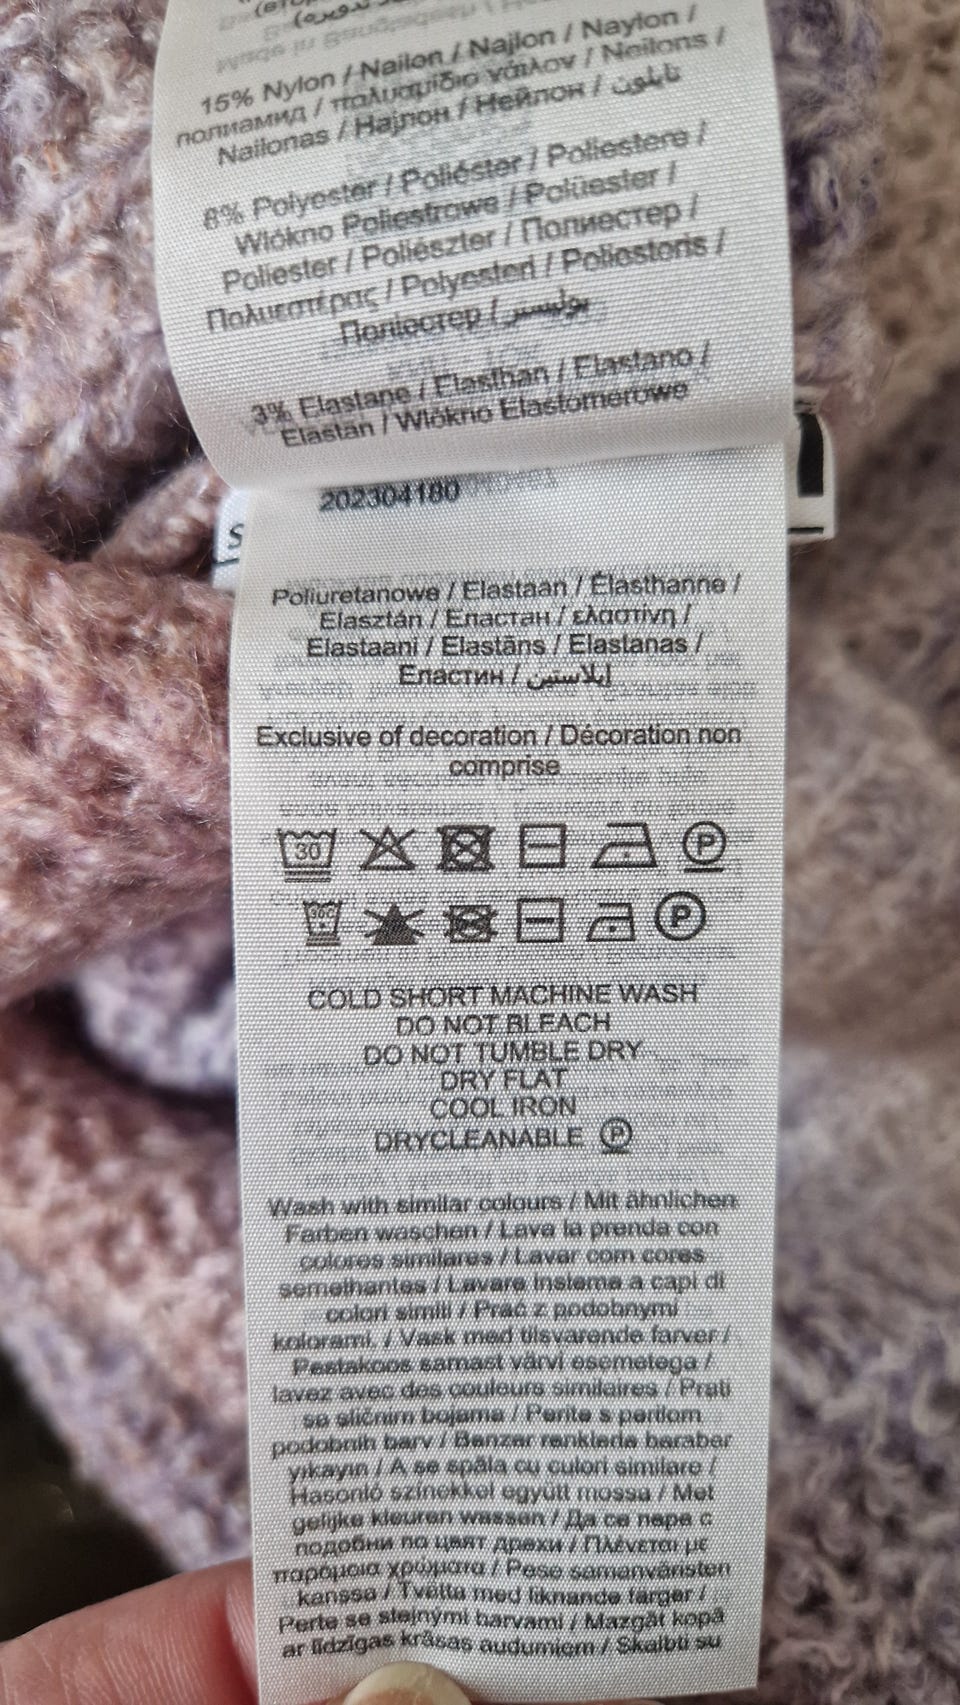 15% Nylon / Nailon / Najlon / Naylon /
полиамид / πολυαμίδιο νάιλον / Neilons /
Nailonas / Најлон / Нейлон / نايلون
8% Polyester / Poliéster / Poliestere /
Włókno Poliestrowe / Polüester /
Poliester / Poliészter / Полиестер /
Πολυεστέρας / Polyesteri / Poliesteris /
Поліестер / بوليستر
3% Elastane / Elasthan / Elastano /
Elastan / Włókno Elastomerowe
202304180
S
Poliuretanowe / Elastaan / Élasthanne /
Elasztán / Еластан / ελαστίνη /
Elastaani / Elastāns / Elastanas /
Еластин / إيلاستين
Exclusive of decoration / Décoration non
comprise
30 P
30C P
COLD SHORT MACHINE WASH
DO NOT BLEACH
DO NOT TUMBLE DRY
DRY FLAT
COOL IRON
DRYCLEANABLE P
Wash with similar colours / Mit ähnlichen
Farben waschen / Lava la prenda con
colores similares / Lavar com cores
semelhantes / Lavare insieme a capi di
colori simili / Prać z podobnymi
kolorami. / Vask med tilsvarende farver /
Pestakoos samast värvi esemetega /
lavez avec des couleurs similaires / Prati
sa sličnim bojama / Perite s perilom
podobnih barv / Benzer renklerle beraber
yıkayın / A se spăla cu culori similare /
Hasonló színekkel együtt mossa / Met
gelijke kleuren wassen / Да се пере с
подобни по цвят дрехи / Πλένεται με
παρόμοια χρώματα / Pese samanväristen
kanssa / Tvätta med liknande färger /
Perte se stejnými barvami / Mazgāt kopā
ar līdzīgas krāsas audumiem / Skalbti su